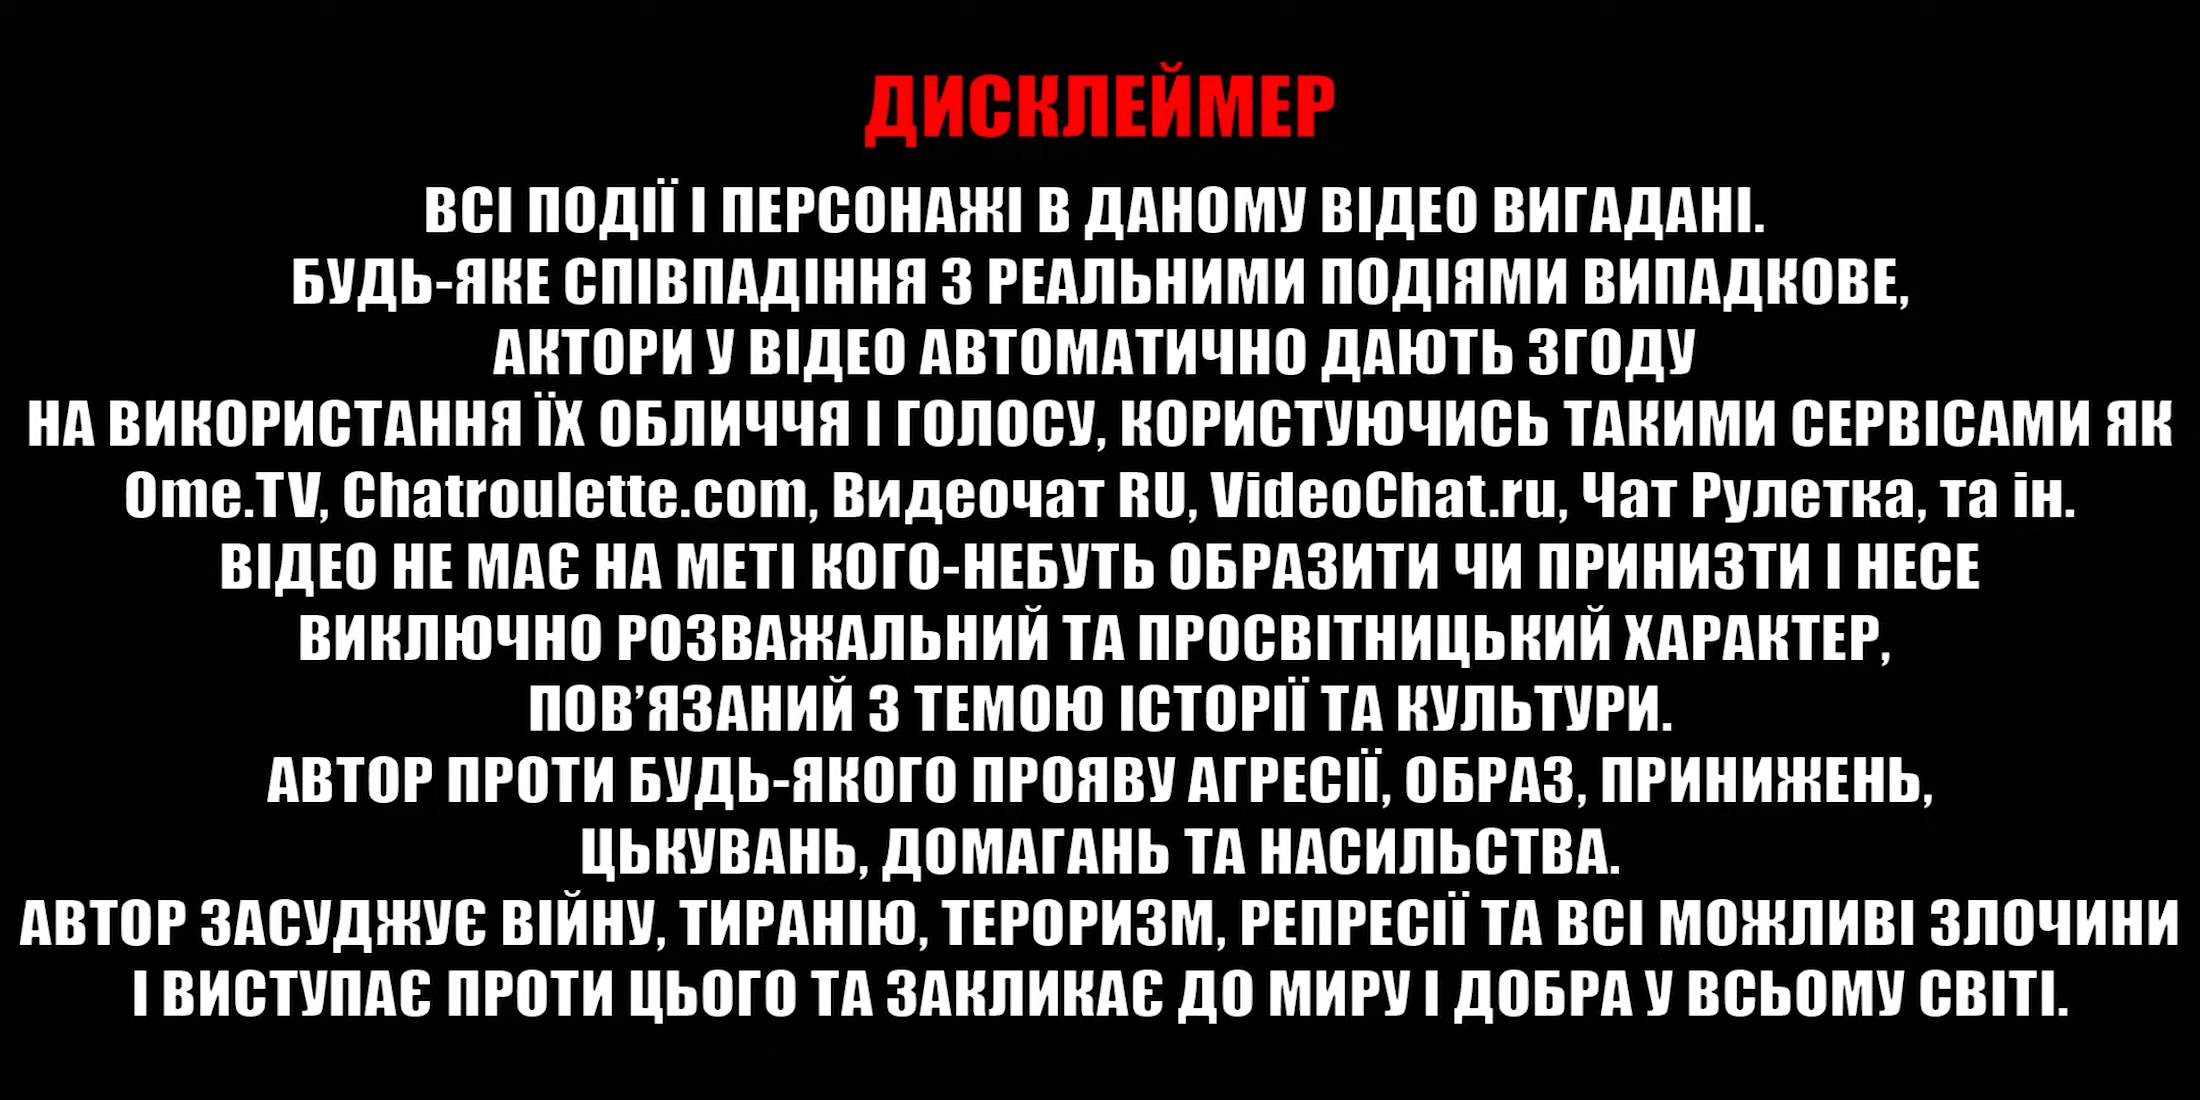 ДИСКЛЕЙМЕР
ВСІ ПОДІЇ І ПЕРСОНАЖІ В ДАНОМУ ВІДЕО ВИГАДАНІ.
БУДЬ-ЯКЕ СПІВПАДІННЯ З РЕАЛЬНИМИ ПОДІЯМИ ВИПАДКОВЕ,
АКТОРИ У ВІДЕО АВТОМАТИЧНО ДАЮТЬ ЗГОДУ
НА ВИКОРИСТАННЯ ЇХ ОБЛИЧЧЯ І ГОЛОСУ, КОРИСТУЮЧИСЬ ТАКИМИ СЕРВІСАМИ ЯК
Ome.TV, Chatroulette.com, Видеочат RU, VideoChat.ru, Чат Рулетка, та ін.
ВІДЕО НЕ МАЄ НА МЕТІ КОГО-НЕБУТЬ ОБРАЗИТИ ЧИ ПРИНИЗТИ І НЕСЕ
ВИКЛЮЧНО РОЗВАЖАЛЬНИЙ ТА ПРОСВІТНИЦЬКИЙ ХАРАКТЕР,
ПОВ’ЯЗАНИЙ З ТЕМОЮ ІСТОРІЇ ТА КУЛЬТУРИ.
АВТОР ПРОТИ БУДЬ-ЯКОГО ПРОЯВУ АГРЕСІЇ, ОБРАЗ, ПРИНИЖЕНЬ,
ЦЬКУВАНЬ, ДОМАГАНЬ ТА НАСИЛЬСТВА.
АВТОР ЗАСУДЖУЄ ВІЙНУ, ТИРАНІЮ, ТЕРОРИЗМ, РЕПРЕСІЇ ТА ВСІ МОЖЛИВІ ЗЛОЧИНИ
І ВИСТУПАЄ ПРОТИ ЦЬОГО ТА ЗАКЛИКАЄ ДО МИРУ І ДОБРА У ВСЬОМУ СВІТІ.